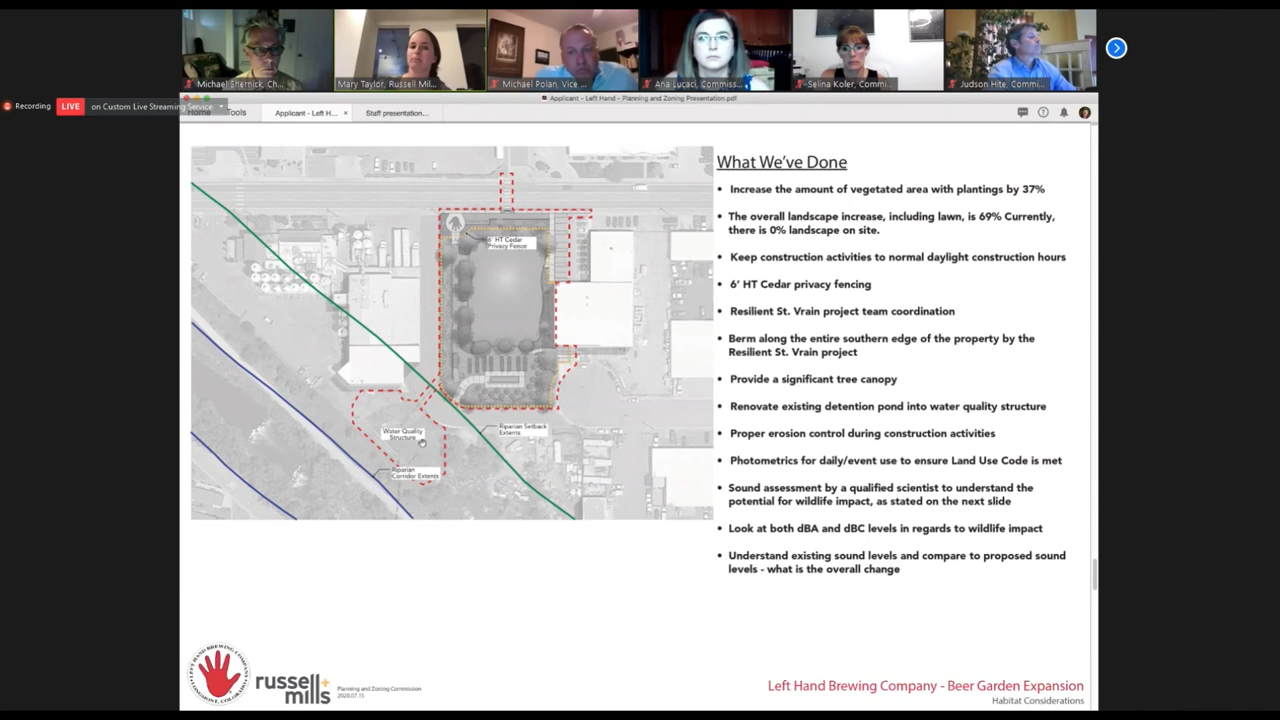 Michael Shernick, Ch...
Mary Taylor, Russell Mil...
Michael Polan, Vice ...
Ana Lucaci, Commiss...
Selina Koler, Commi...
Judson Hite, Commi...
Recording
LIVE
on Custom Live Streaming Service
Applicant - Left Hand - Planning and Zoning Presentation.pdf
Home
Tools
Applicant - Left H...
×
Staff presentation...
What We've Done
• Increase the amount of vegetated area with plantings by 37%
• The overall landscape increase, including lawn, is 69% Currently,
there is 0% landscape on site.
• Keep construction activities to normal daylight construction hours
• 6' HT Cedar privacy fencing
• Resilient St. Vrain project team coordination
• Berm along the entire southern edge of the property by the
Resilient St. Vrain project
• Provide a significant tree canopy
• Renovate existing detention pond into water quality structure
• Proper erosion control during construction activities
• Photometrics for daily/event use to ensure Land Use Code is met
• Sound assessment by a qualified scientist to understand the
potential for wildlife impact, as stated on the next slide
• Look at both dBA and dBC levels in regards to wildlife impact
• Understand existing sound levels and compare to proposed sound
levels - what is the overall change
6' HT Cedar
Privacy Fence
Water Quality
Structure
Riparian Setback
Extents
Riparian
Corridor Extents
LEFT HAND BREWING COMPANY
LONGMONT, COLORADO
russell+
mills
Planning and Zoning Commission
2020.07.15
Left Hand Brewing Company - Beer Garden Expansion
Habitat Considerations